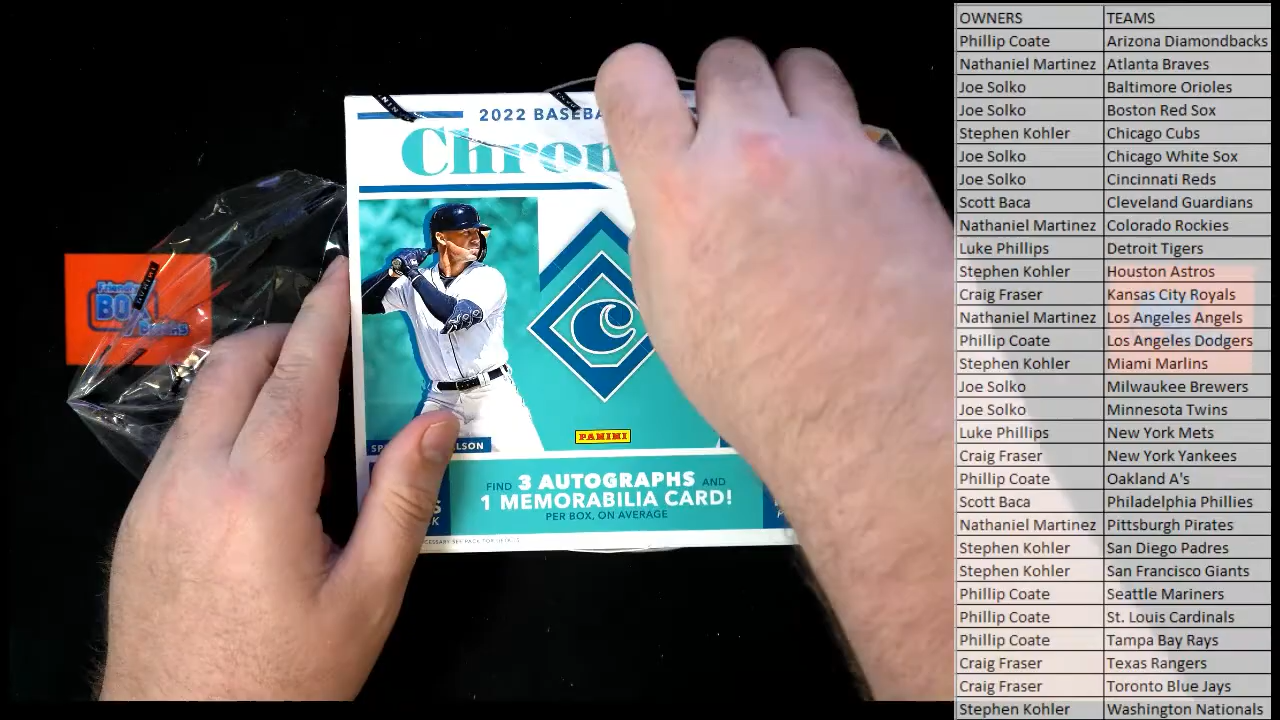 OWNERS TEAMS
Phillip Coate Arizona Diamondbacks
Nathaniel Martinez Atlanta Braves
Joe Solko Baltimore Orioles
Joe Solko Boston Red Sox
Stephen Kohler Chicago Cubs
Joe Solko Chicago White Sox
Joe Solko Cincinnati Reds
Scott Baca Cleveland Guardians
Nathaniel Martinez Colorado Rockies
Luke Phillips Detroit Tigers
Stephen Kohler Houston Astros
Craig Fraser Kansas City Royals
Nathaniel Martinez Los Angeles Angels
Phillip Coate Los Angeles Dodgers
Stephen Kohler Miami Marlins
Joe Solko Milwaukee Brewers
Joe Solko Minnesota Twins
Luke Phillips New York Mets
Craig Fraser New York Yankees
Phillip Coate Oakland A's
Scott Baca Philadelphia Phillies
Nathaniel Martinez Pittsburgh Pirates
Stephen Kohler San Diego Padres
Stephen Kohler San Francisco Giants
Phillip Coate Seattle Mariners
Phillip Coate St. Louis Cardinals
Phillip Coate Tampa Bay Rays
Craig Fraser Texas Rangers
Craig Fraser Toronto Blue Jays
Stephen Kohler Washington Nationals
2022 BASEBA
Chron
C
PANINI
FIND 3 AUTOGRAPHS AND
1 MEMORABILIA CARD!
PER BOX, ON AVERAGE
BOX